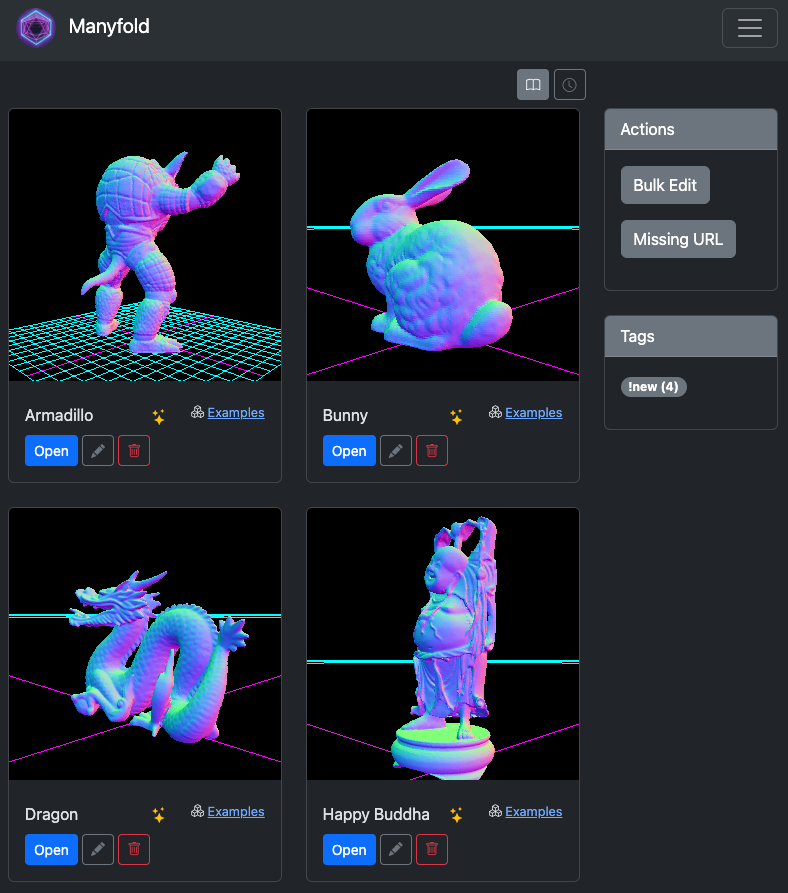 Manyfold
Actions
Bulk Edit
Missing URL
Tags
!new (4)
Armadillo
Examples
Open
Bunny
Examples
Open
Dragon
Examples
Open
Happy Buddha
Examples
Open